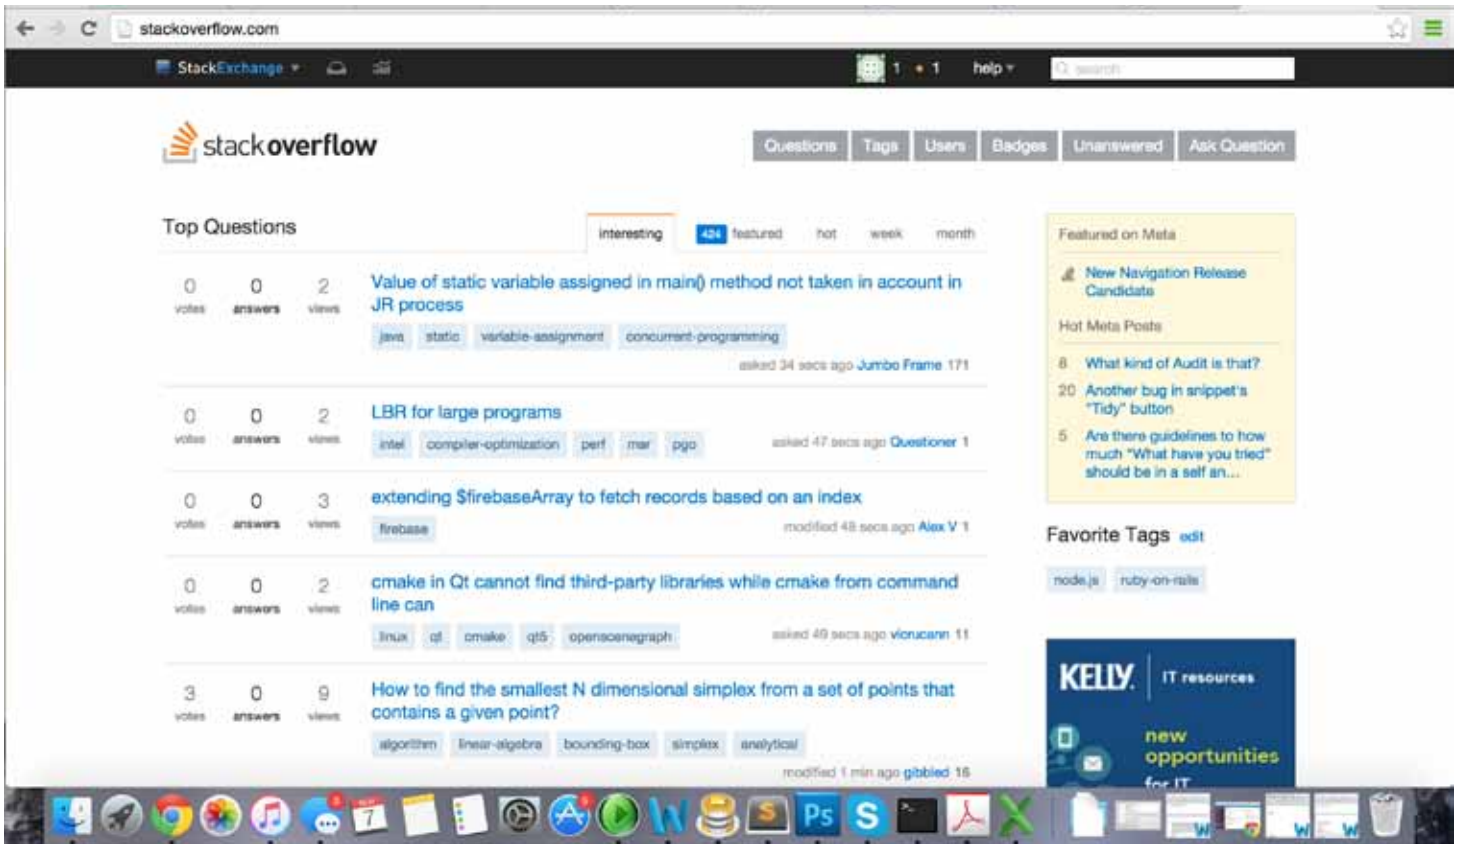 stackoverflow.com
StackExchange
1 • 1 help
search
stackoverflow
Questions Tags Users Badges Unanswered Ask Question
Top Questions
interesting 424 featured hot week month
0 votes 0 answers 2 views
Value of static variable assigned in main() method not taken in account in
JR process
java static variable-assignment concurrent-programming
asked 34 secs ago Jumbo Frame 171
0 votes 0 answers 2 views
LBR for large programs
intel compiler-optimization perf msr pgo
asked 47 secs ago Questioner 1
0 votes 0 answers 3 views
extending $firebaseArray to fetch records based on an index
firebase
modified 48 secs ago Alex V 1
0 votes 0 answers 2 views
cmake in Qt cannot find third-party libraries while cmake from command
line can
linux qt cmake qt5 openscenegraph
asked 49 secs ago vicrucann 11
3 votes 0 answers 9 views
How to find the smallest N dimensional simplex from a set of points that
contains a given point?
algorithm linear-algebra bounding-box simplex analytical
modified 1 min ago gibbled 16
Featured on Meta
New Navigation Release
Candidate
Hot Meta Posts
8 What kind of Audit is that?
20 Another bug in snippet's
"Tidy" button
5 Are there guidelines to how
much "What have you tried"
should be in a self an...
Favorite Tags edit
node.js ruby-on-rails
KELLY. IT resources
new
opportunities
for IT
7
Ps